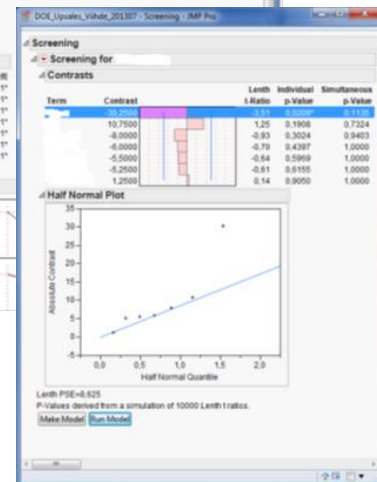 DOE_Upsales_Viihde_201307 - Screening - JMP Pro
Screening
Screening for
Contrasts
Lenth Individual Simultaneous
Term Contrast t-Ratio p-Value p-Value
-30,2500 -3,51 0,0209* 0,1135
10,7500 1,25 0,1908 0,7324
-8,0000 -0,93 0,3024 0,9403
-6,0000 -0,70 0,4397 1,0000
-5,5000 -0,64 0,5969 1,0000
-5,2500 -0,61 0,6155 1,0000
1,2500 0,14 0,9050 1,0000
Half Normal Plot
35
30
25
20
15
10
5
0
-5
Absolute Contrast
0,0 0,5 1,0 1,5 2,0
Half Normal Quantile
Lenth PSE=8,625
P-Values derived from a simulation of 10000 Lenth t ratios.
Make Model Run Model